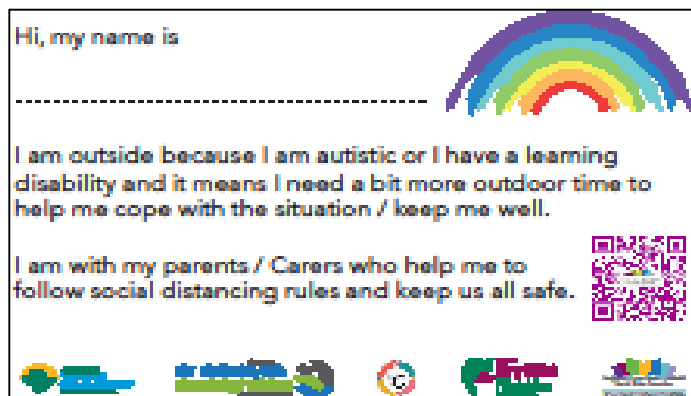 Hi, my name is
I am outside because I am autistic or I have a learning
disability and it means I need a bit more outdoor time to
help me cope with the situation / keep me well.
I am with my parents / Carers who help me to
follow social distancing rules and keep us all safe.